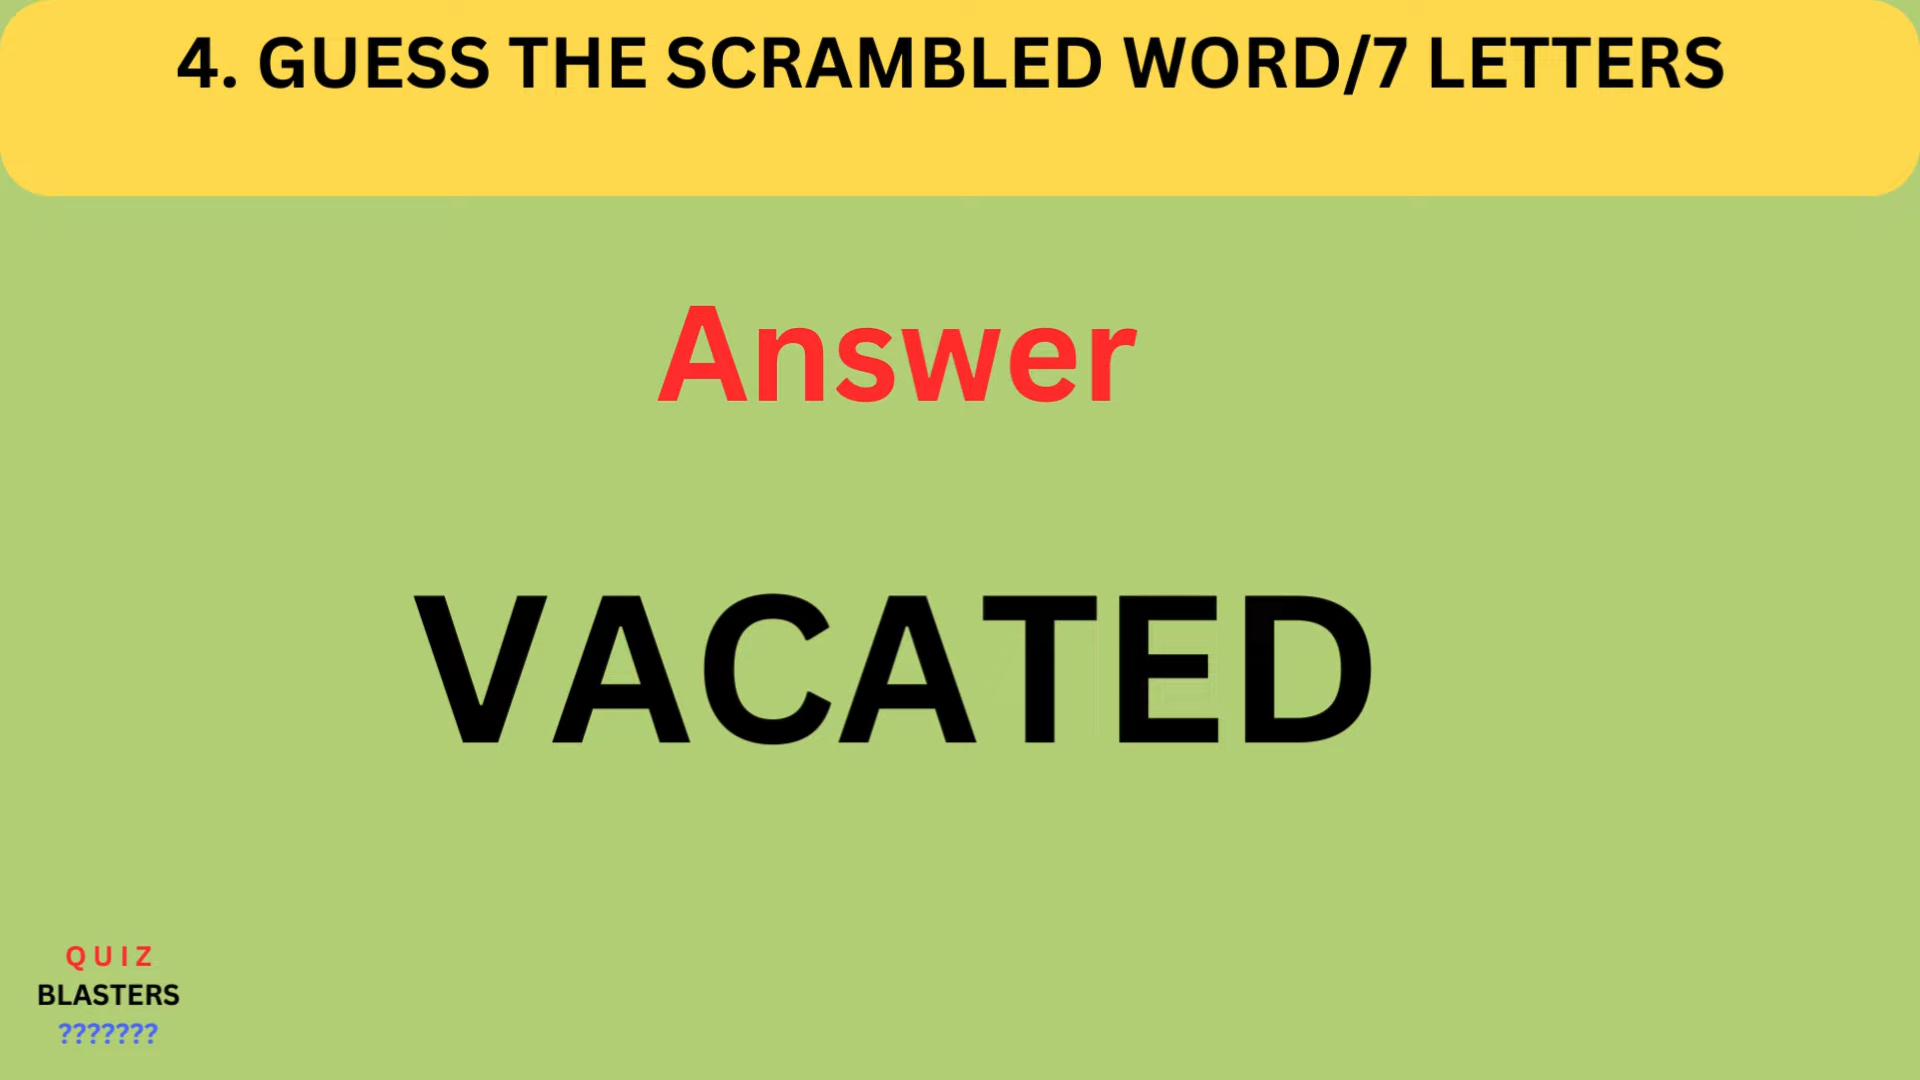 4. GUESS THE SCRAMBLED WORD/7 LETTERS
Answer
VACATED
QUIZ
BLASTERS
???????